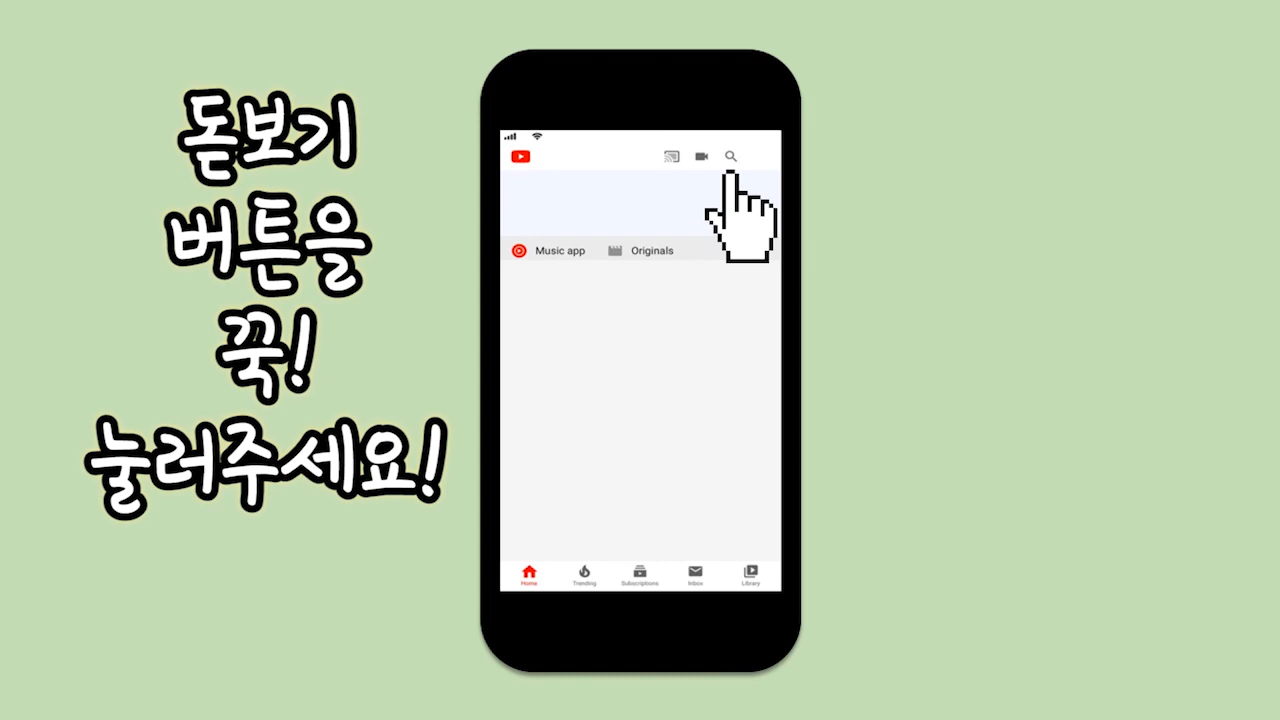 돋보기
버튼을
꾹!
눌러주세요!
Music app Originals
Home Trending Subscriptions Inbox Library